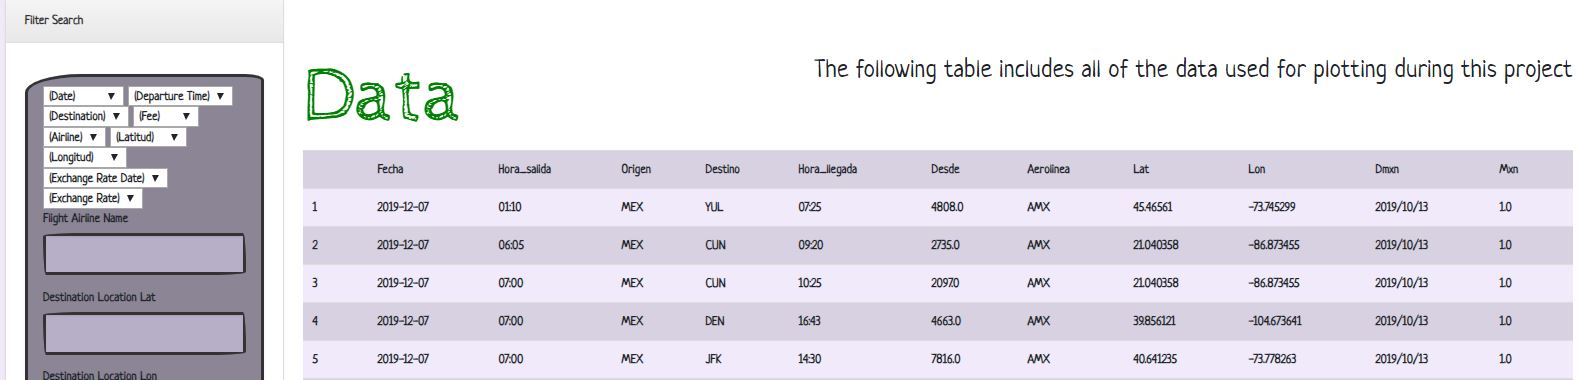 Filter Search
(Date) (Departure Time)
(Destination) (Fee)
(Airline) (Latitud)
(Longitud)
(Exchange Rate Date)
(Exchange Rate)
Flight Airline Name
Destination Location Lat
Destination Location Lon
Data
The following table includes all of the data used for plotting during this project
Fecha Hora_salida Origen Destino Hora_llegada Desde Aerolinea Lat Lon Dmxn Mxn
1 2019-12-07 01:10 MEX YUL 07:25 4808.0 AMX 45.46561 -73.745299 2019/10/13 1.0
2 2019-12-07 06:05 MEX CUN 09:20 2735.0 AMX 21.040358 -86.873455 2019/10/13 1.0
3 2019-12-07 07:00 MEX CUN 10:25 2097.0 AMX 21.040358 -86.873455 2019/10/13 1.0
4 2019-12-07 07:00 MEX DEN 16:43 4663.0 AMX 39.856121 -104.673641 2019/10/13 1.0
5 2019-12-07 07:00 MEX JFK 14:30 7816.0 AMX 40.641235 -73.778263 2019/10/13 1.0